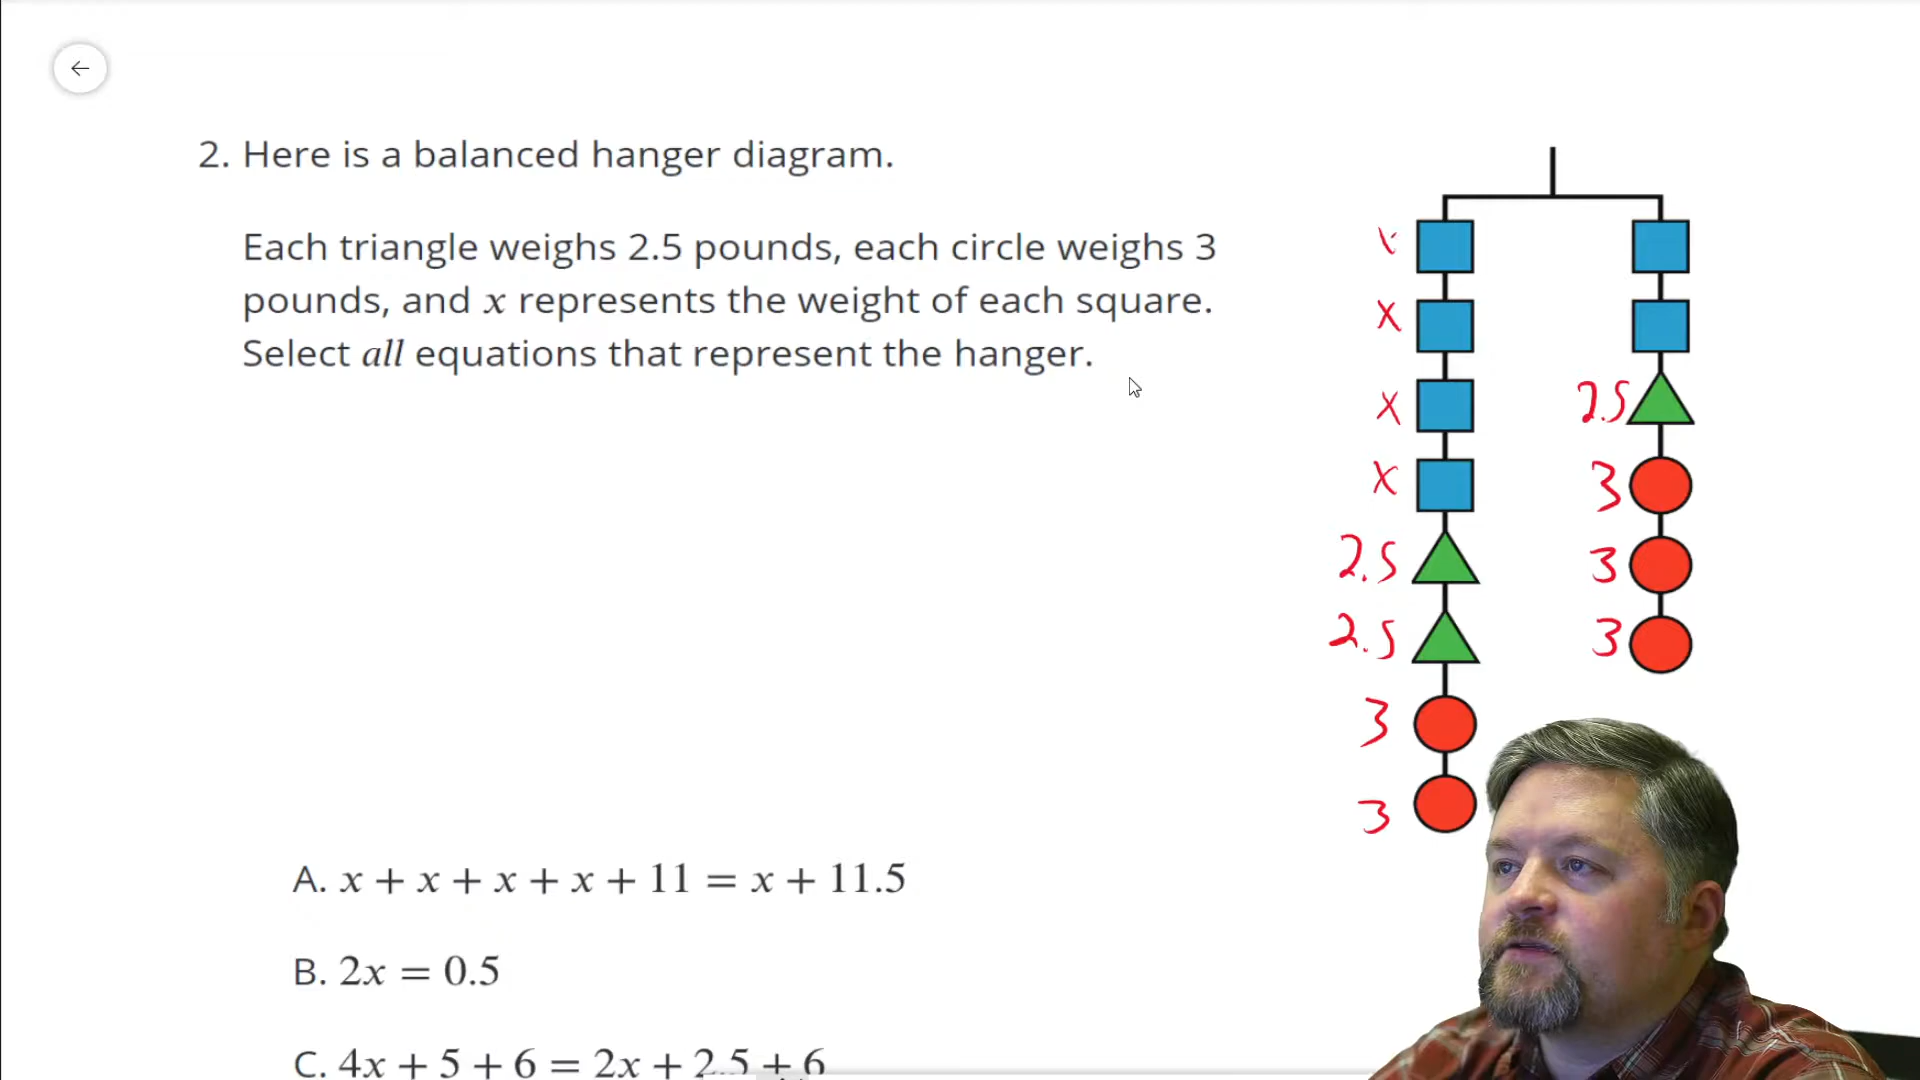 2. Here is a balanced hanger diagram.
Each triangle weighs 2.5 pounds, each circle weighs 3
pounds, and x represents the weight of each square.
Select all equations that represent the hanger.
x
x
x
x
2.5
2.5
3
3
2.5
3
3
3
A. x + x + x + x + 11 = x + 11.5
B. 2x = 0.5
C. 4x + 5 + 6 = 2x + 2.5 + 6